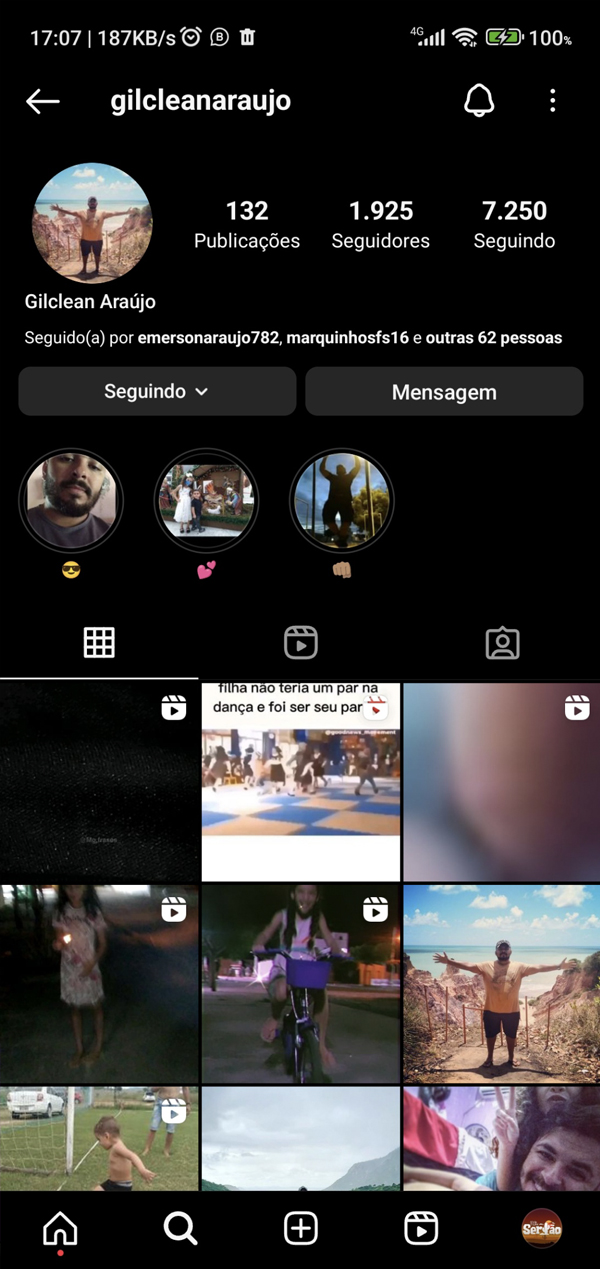 17:07 | 187KB/s
4G
100%
gilcleanaraujo
132
1.925
7.250
Publicações
Seguidores
Seguindo
Gilclean Araújo
Seguido(a) por emersonaraujo782, marquinhosfs16 e outras 62 pessoas
Seguindo
Mensagem
filha não teria um par na
dança e foi ser seu par
@goodnews_moviment
Sertão